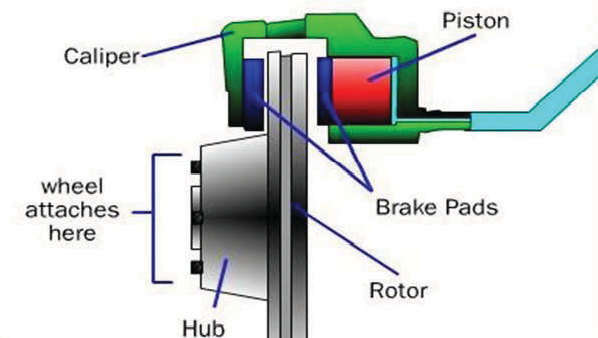 Piston
Caliper
wheel
attaches
here
Brake Pads
Rotor
Hub